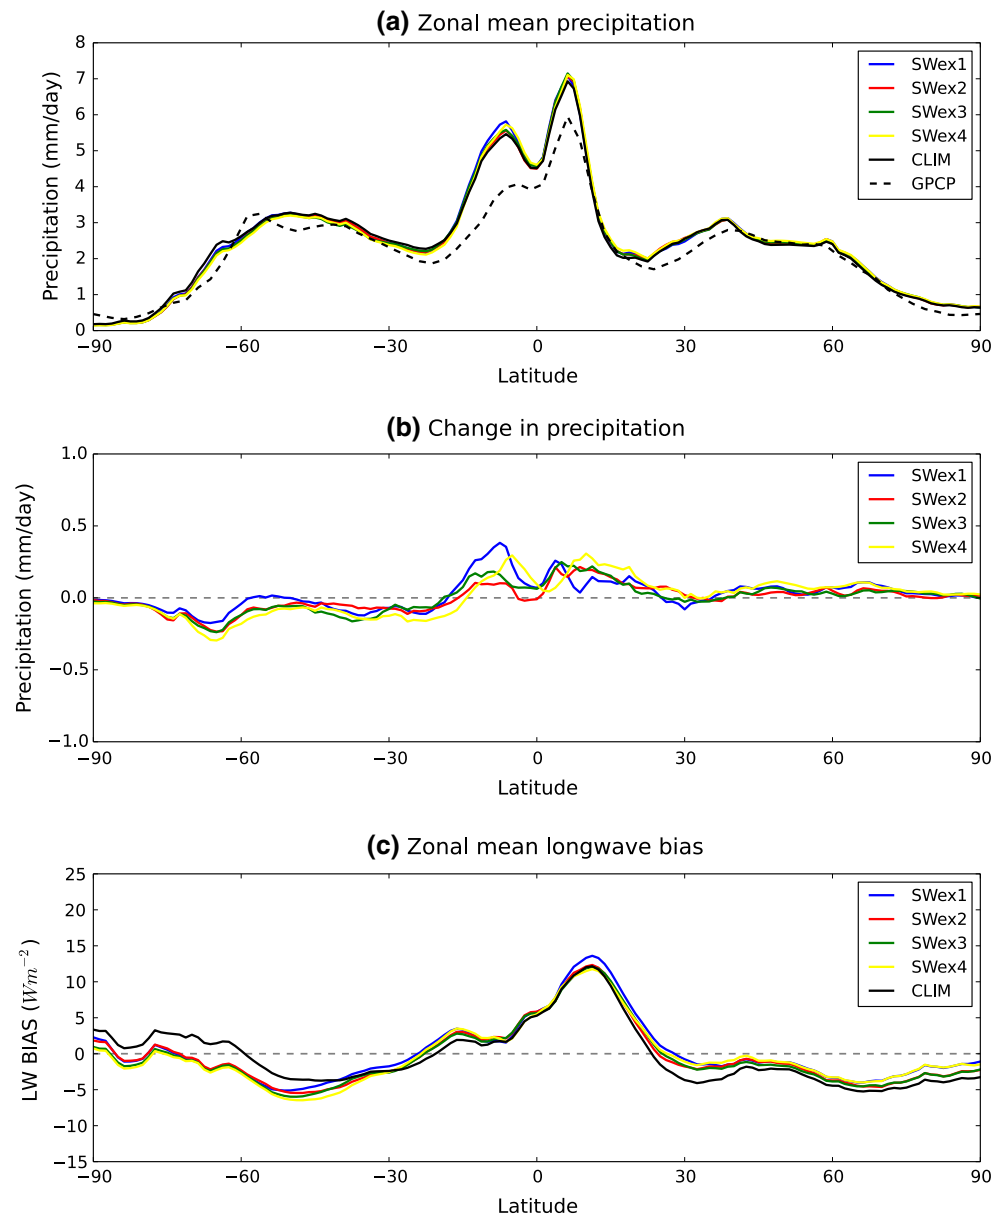 (a) Zonal mean precipitation
Precipitation (mm/day)
8
7
6
5
4
3
2
1
0
−90
−60
−30
0
30
60
90
Latitude
SWex1
SWex2
SWex3
SWex4
CLIM
GPCP
(b) Change in precipitation
Precipitation (mm/day)
1.0
0.5
0.0
−0.5
−1.0
−90
−60
−30
0
30
60
90
Latitude
SWex1
SWex2
SWex3
SWex4
(c) Zonal mean longwave bias
LW BIAS (Wm⁻²)
25
20
15
10
5
0
−5
−10
−15
−90
−60
−30
0
30
60
90
Latitude
SWex1
SWex2
SWex3
SWex4
CLIM